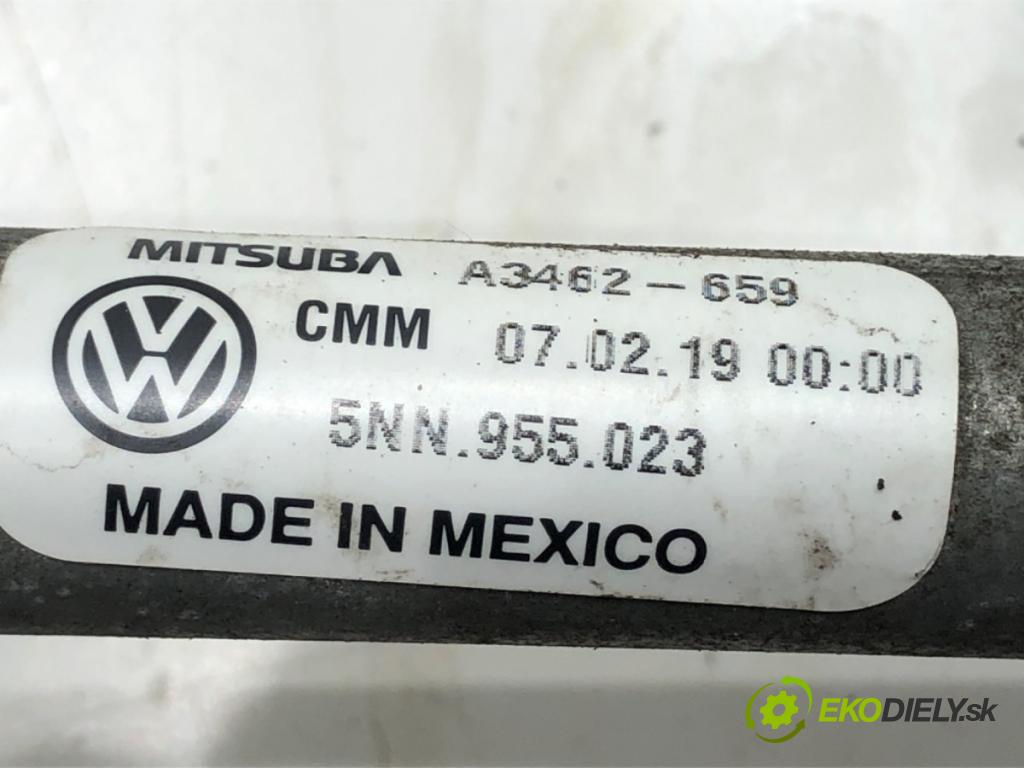 MITSUBA A3462-659
CMM 07.02.19 00:00
5NN.955.023
MADE IN MEXICO
EKODIELY.sk